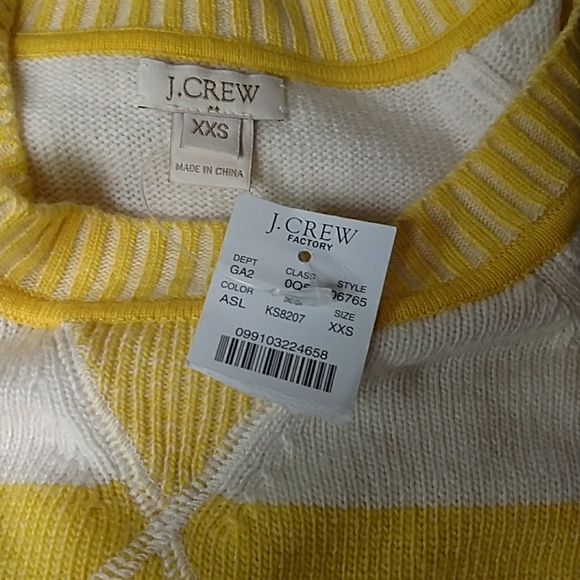 J.CREW
XXS
MADE IN CHINA
J.CREW
FACTORY
DEPT CLASS STYLE
GA2 06765
COLOR SIZE
ASL KS8207 XXS
099103224658